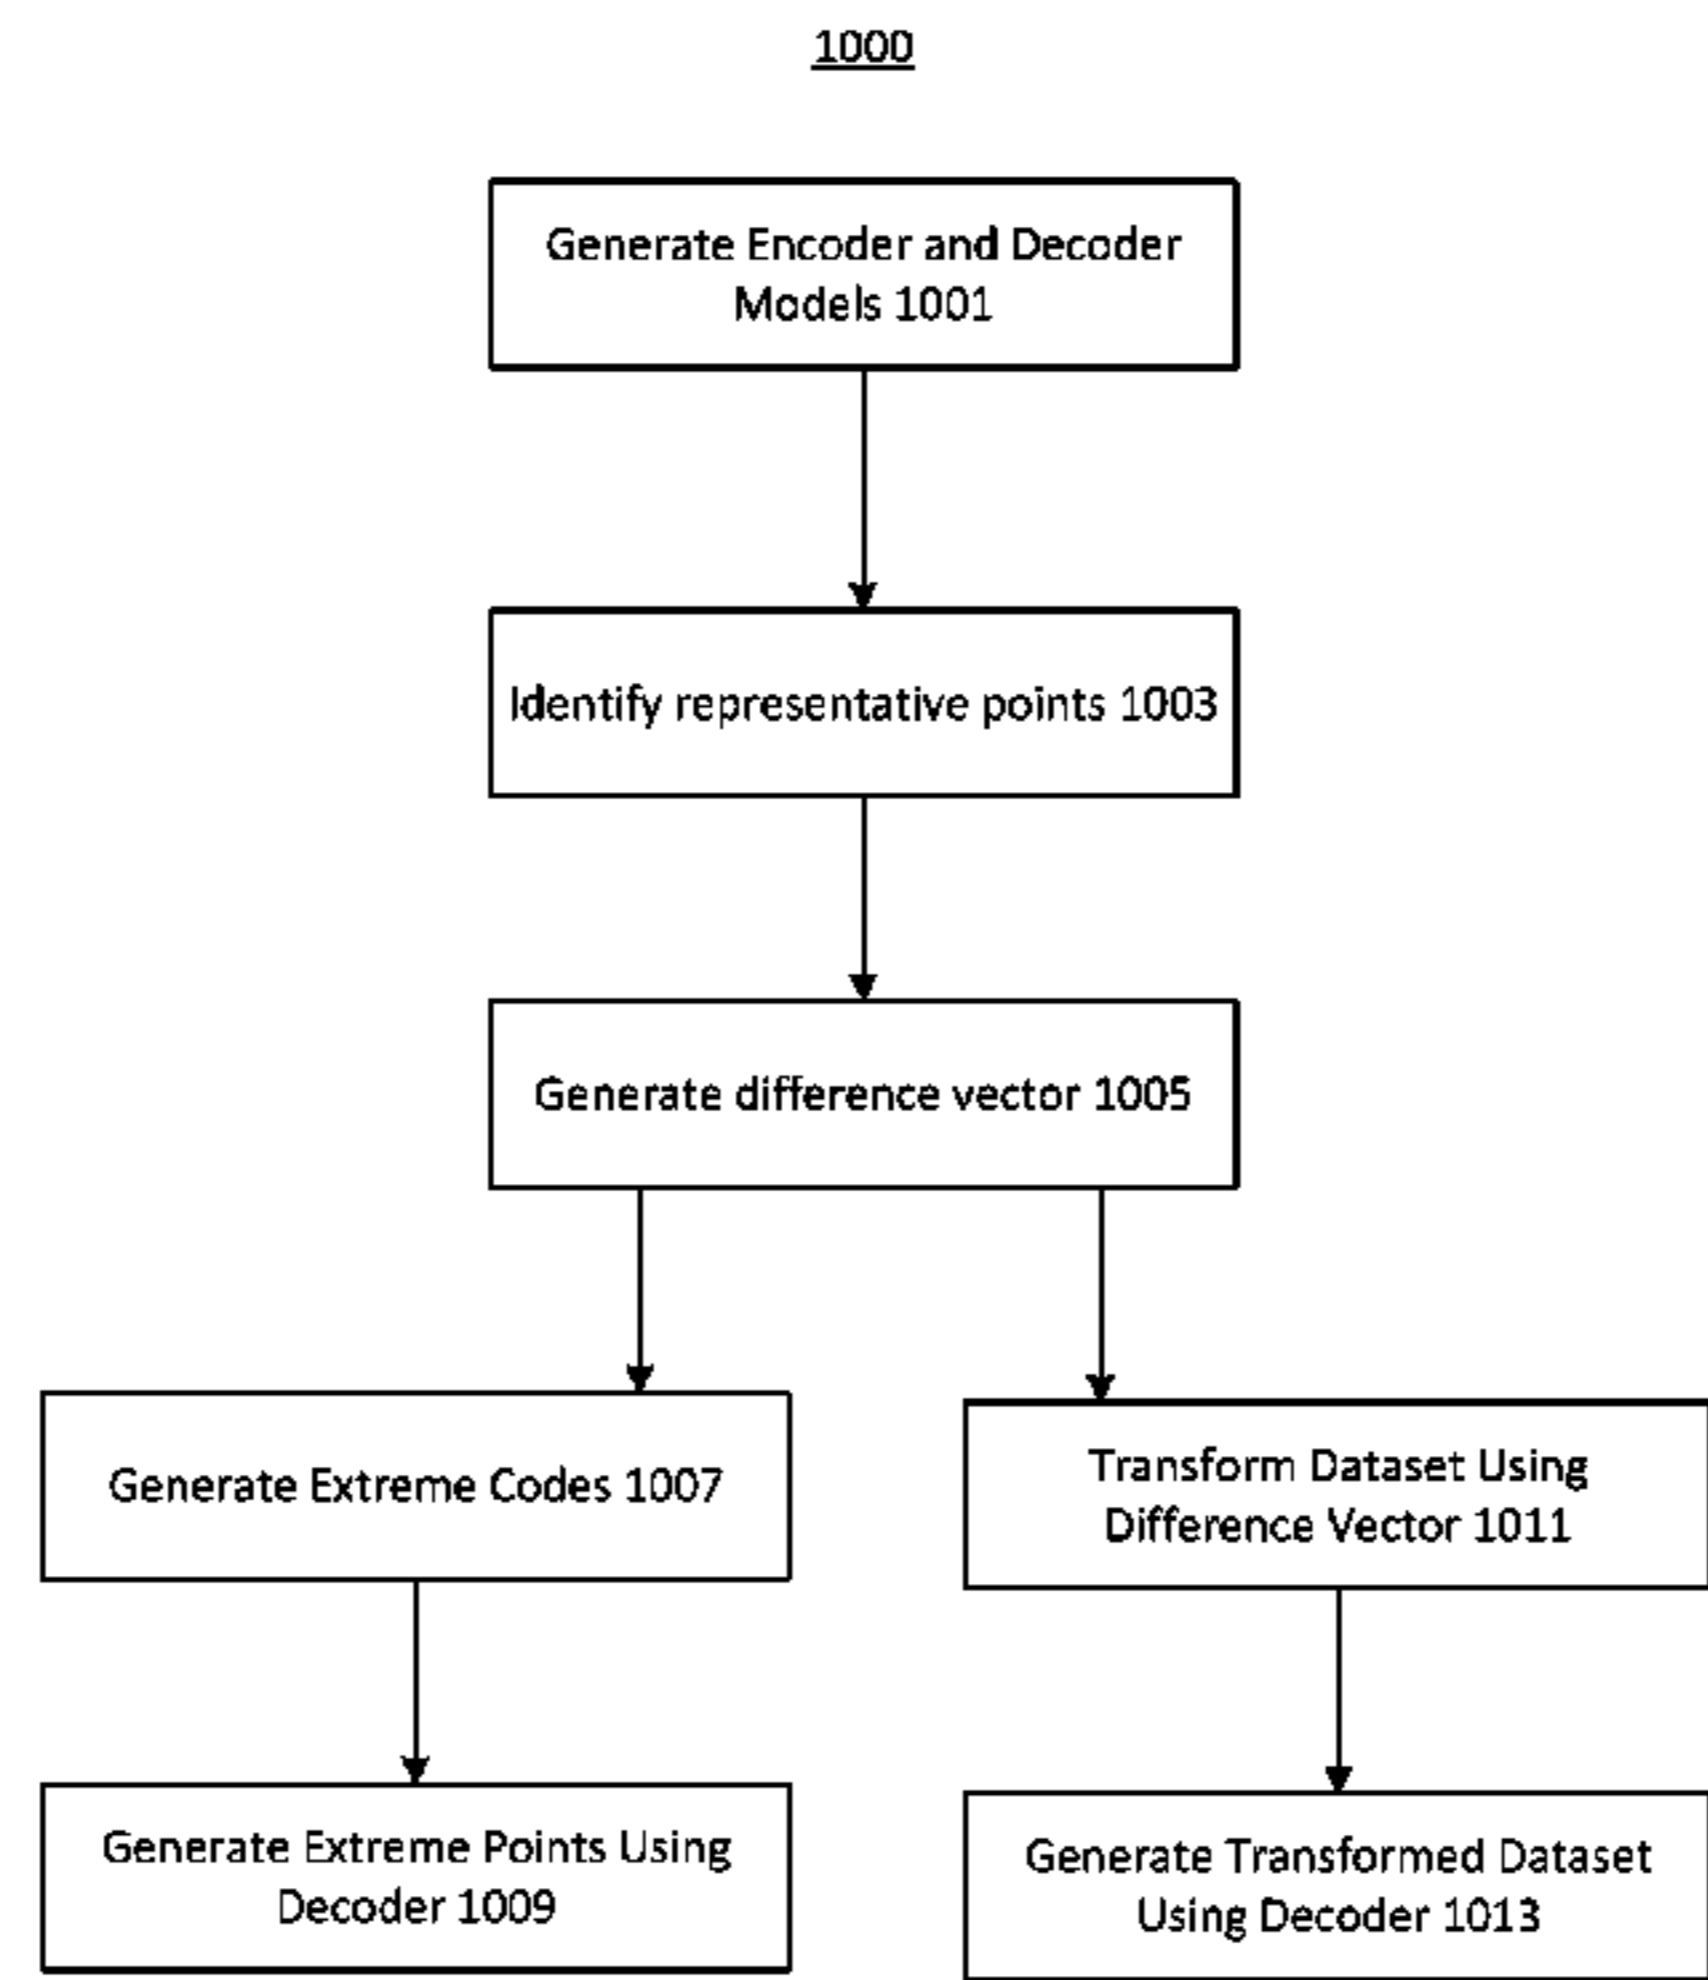 1000
Generate Encoder and Decoder
Models 1001
Identify representative points 1003
Generate difference vector 1005
Generate Extreme Codes 1007
Transform Dataset Using
Difference Vector 1011
Generate Extreme Points Using
Decoder 1009
Generate Transformed Dataset
Using Decoder 1013